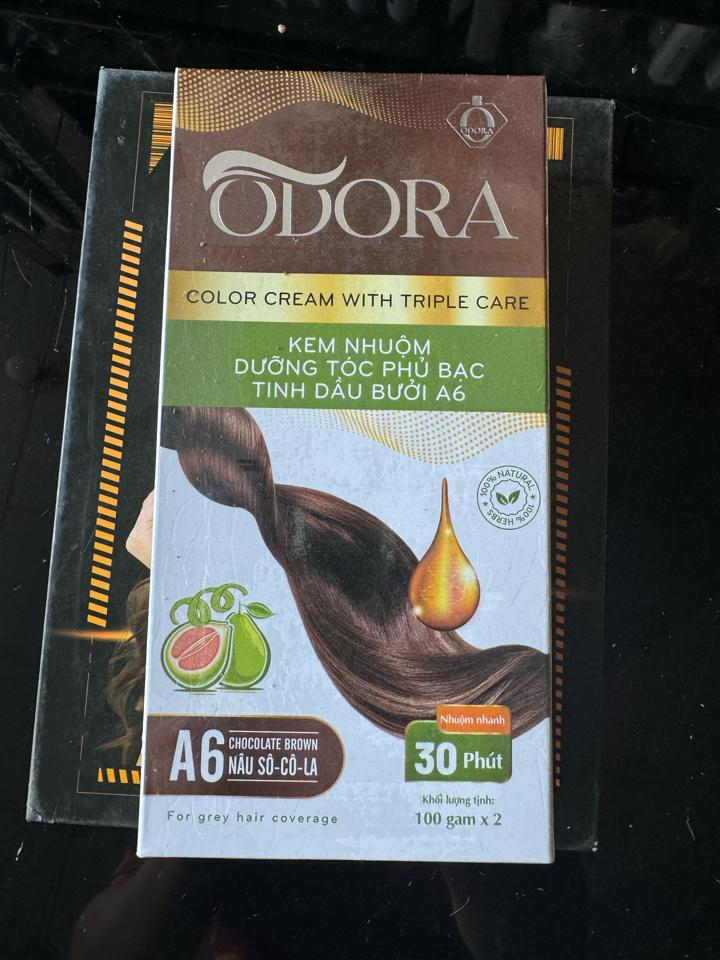 ODORA
ODORA
COLOR CREAM WITH TRIPLE CARE
KEM NHUỘM
DƯỠNG TÓC PHỦ BẠC
TINH DẦU BƯỞI A6
100% NATURAL
100% HERBS
A6
CHOCOLATE BROWN
NÂU SÔ-CÔ-LA
Nhuộm nhanh
30 Phút
For grey hair coverage
Khối lượng tịnh:
100 gam x 2